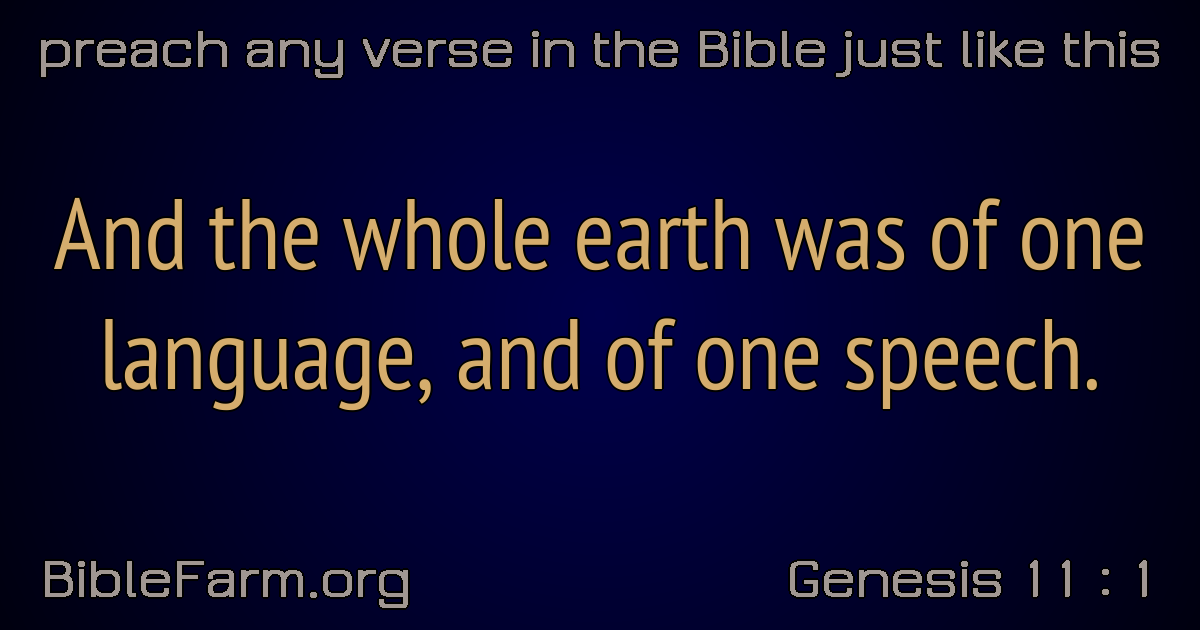 preach any verse in the Bible just like this
And the whole earth was of one
language, and of one speech.
BibleFarm.org
Genesis 11 : 1